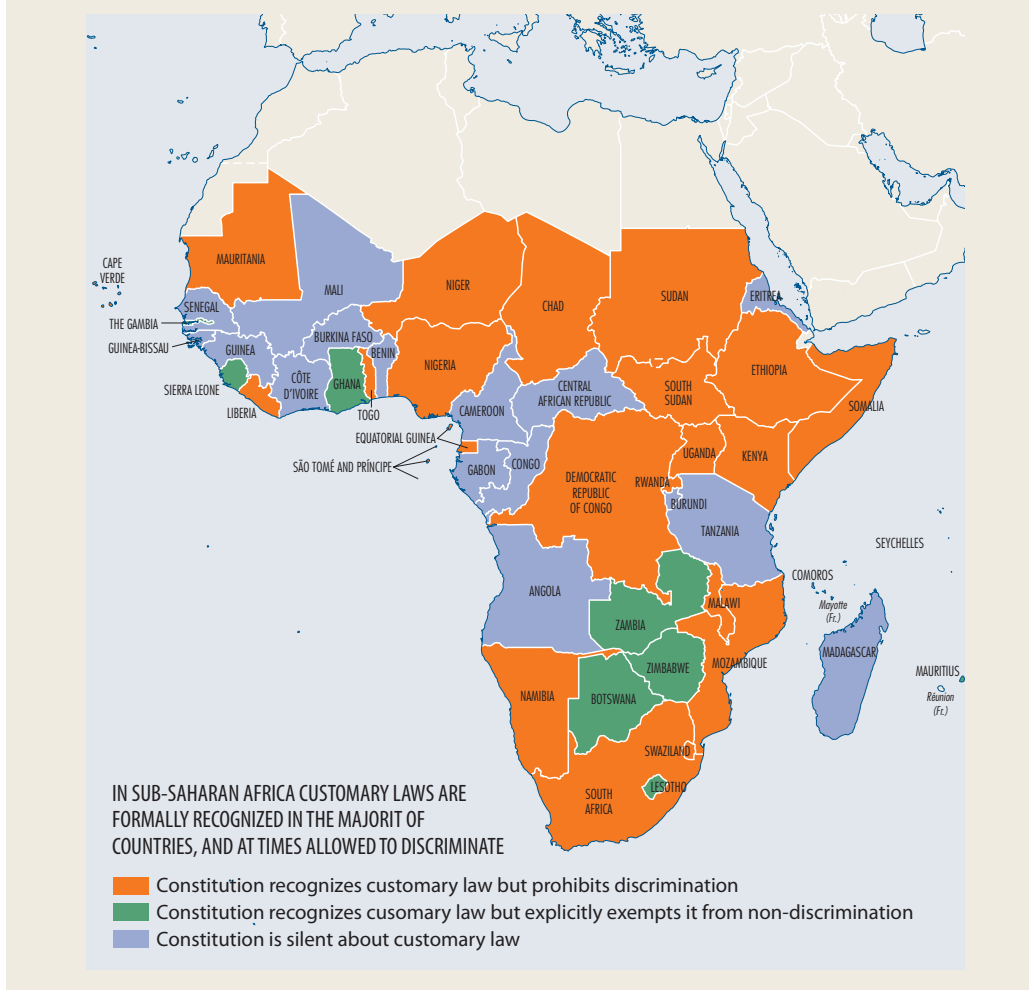 CAPE
VERDE
MAURITANIA
MALI
NIGER
CHAD
SUDAN
ERITREA
SENEGAL
THE GAMBIA
GUINEA-BISSAU
GUINEA
BURKINA FASO
BENIN
NIGERIA
ETHIOPIA
SIERRA LEONE
CÔTE
D'IVOIRE
GHANA
LIBERIA
TOGO
CAMEROON
CENTRAL
AFRICAN REPUBLIC
SOUTH
SUDAN
SOMALIA
EQUATORIAL GUINEA
SÃO TOMÉ AND PRÍNCIPE
GABON
CONGO
DEMOCRATIC
REPUBLIC
OF CONGO
UGANDA
KENYA
RWANDA
BURUNDI
TANZANIA
SEYCHELLES
COMOROS
Mayotte
(Fr.)
ANGOLA
ZAMBIA
MALAWI
MOZAMBIQUE
MADAGASCAR
MAURITIUS
Réunion
(Fr.)
NAMIBIA
BOTSWANA
ZIMBABWE
SWAZILAND
LESOTHO
SOUTH
AFRICA
IN SUB-SAHARAN AFRICA CUSTOMARY LAWS ARE
FORMALLY RECOGNIZED IN THE MAJORIT OF
COUNTRIES, AND AT TIMES ALLOWED TO DISCRIMINATE
Constitution recognizes customary law but prohibits discrimination
Constitution recognizes cusomary law but explicitly exempts it from non-discrimination
Constitution is silent about customary law